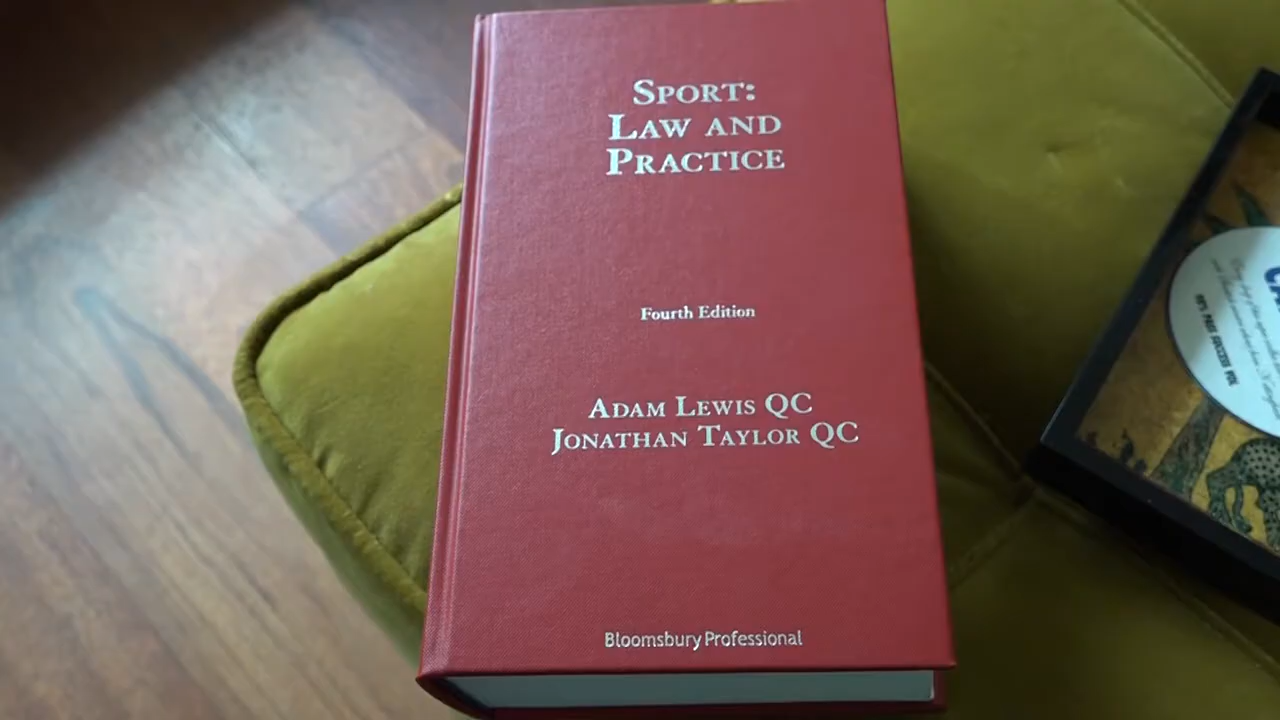 SPORT:
LAW AND
PRACTICE
Fourth Edition
ADAM LEWIS QC
JONATHAN TAYLOR QC
Bloomsbury Professional